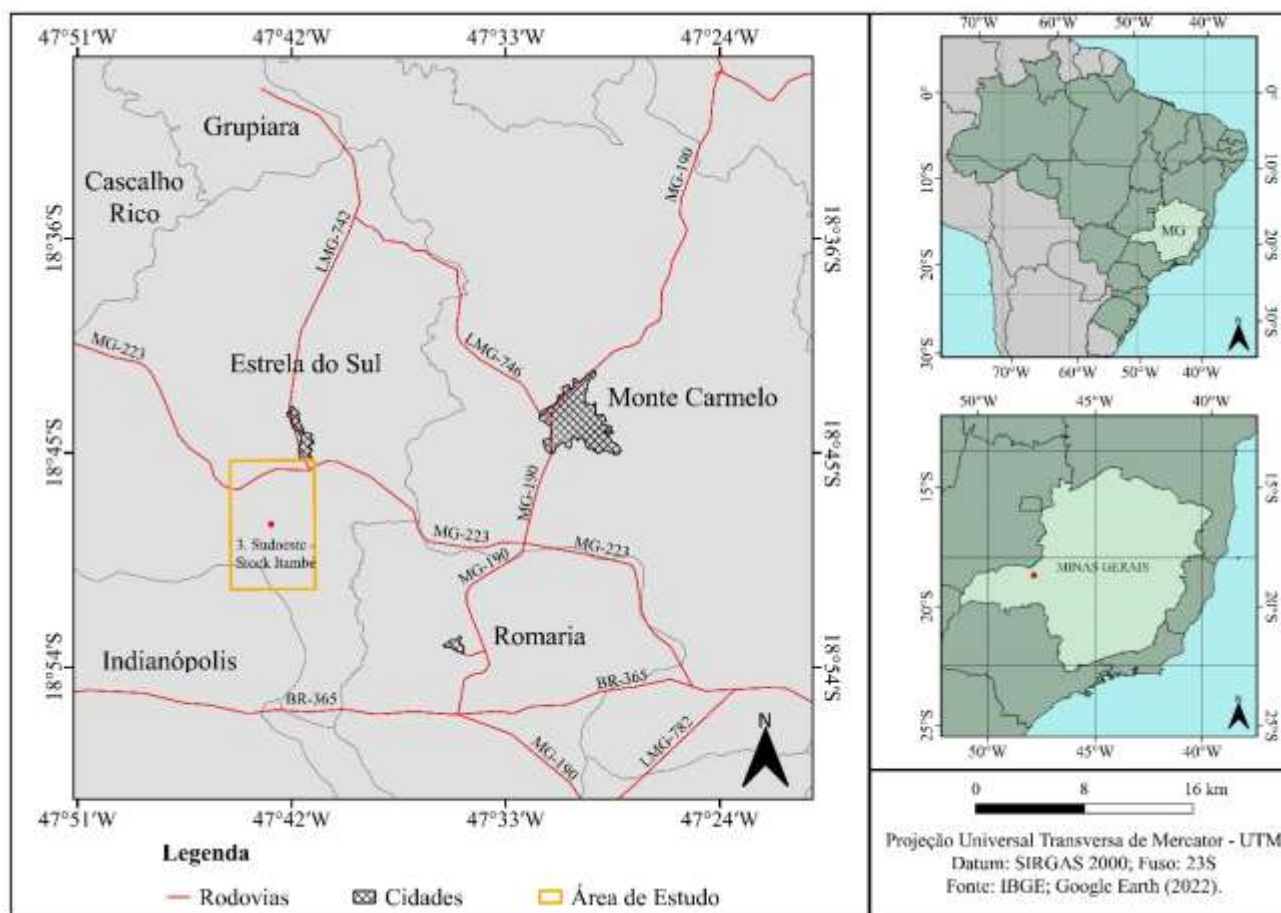 47°51'W 47°42'W 47°33'W 47°24'W
Grupiara
Cascalho
Rico
MG-190
18°36'S
18°36'S
LMG-742
MG-223
Estrela do Sul
LMG-746
Monte Carmelo
18°45'S
18°45'S
MG-190
3. Sudoeste -
Stock Itambé
MG-223
MG-223
MG-190
Romaria
Indianópolis
18°54'S
18°54'S
BR-365
BR-365
MG-190
LMG-782
N
47°51'W 47°42'W 47°33'W 47°24'W
Legenda
Rodovias Cidades Área de Estudo
70°W 60°W 50°W 40°W
0°
0°
10°S
10°S
MG
20°S
20°S
30°S
30°S
N
70°W 60°W 50°W 40°W
50°W 45°W 40°W
15°S
15°S
MINAS GERAIS
20°S
20°S
25°S
25°S
N
50°W 45°W 40°W
0 8 16 km
Projeção Universal Transversa de Mercator - UTM
Datum: SIRGAS 2000; Fuso: 23S
Fonte: IBGE; Google Earth (2022).